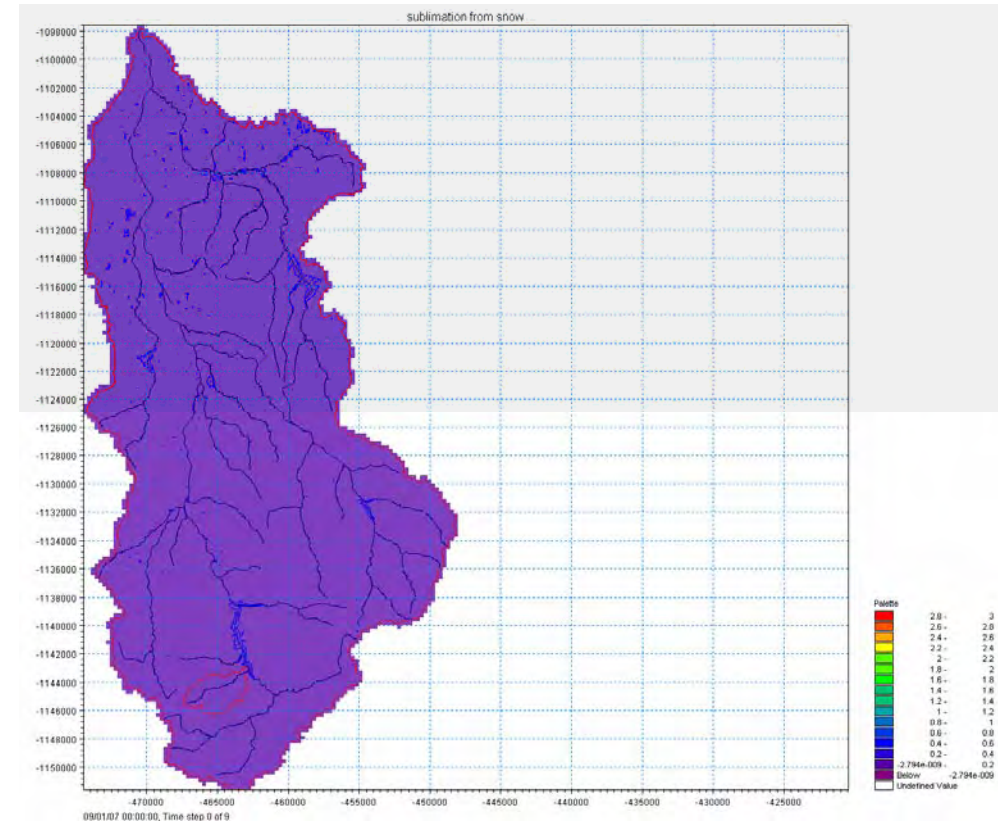 sublimation from snow
-1098000
-1100000
-1102000
-1104000
-1106000
-1108000
-1110000
-1112000
-1114000
-1116000
-1118000
-1120000
-1122000
-1124000
-1126000
-1128000
-1130000
-1132000
-1134000
-1136000
-1138000
-1140000
-1142000
-1144000
-1146000
-1148000
-1150000
-470000 -465000 -460000 -455000 -450000 -445000 -440000 -435000 -430000 -425000
09/01/07 00:00:00, Time step 0 of 9
Palette
2.8 - 3
2.6 - 2.8
2.4 - 2.6
2.2 - 2.4
2 - 2.2
1.8 - 2
1.6 - 1.8
1.4 - 1.6
1.2 - 1.4
1 - 1.2
0.8 - 1
0.6 - 0.8
0.4 - 0.6
0.2 - 0.4
-2.794e-009 - 0.2
Below -2.794e-009
Undefined Value